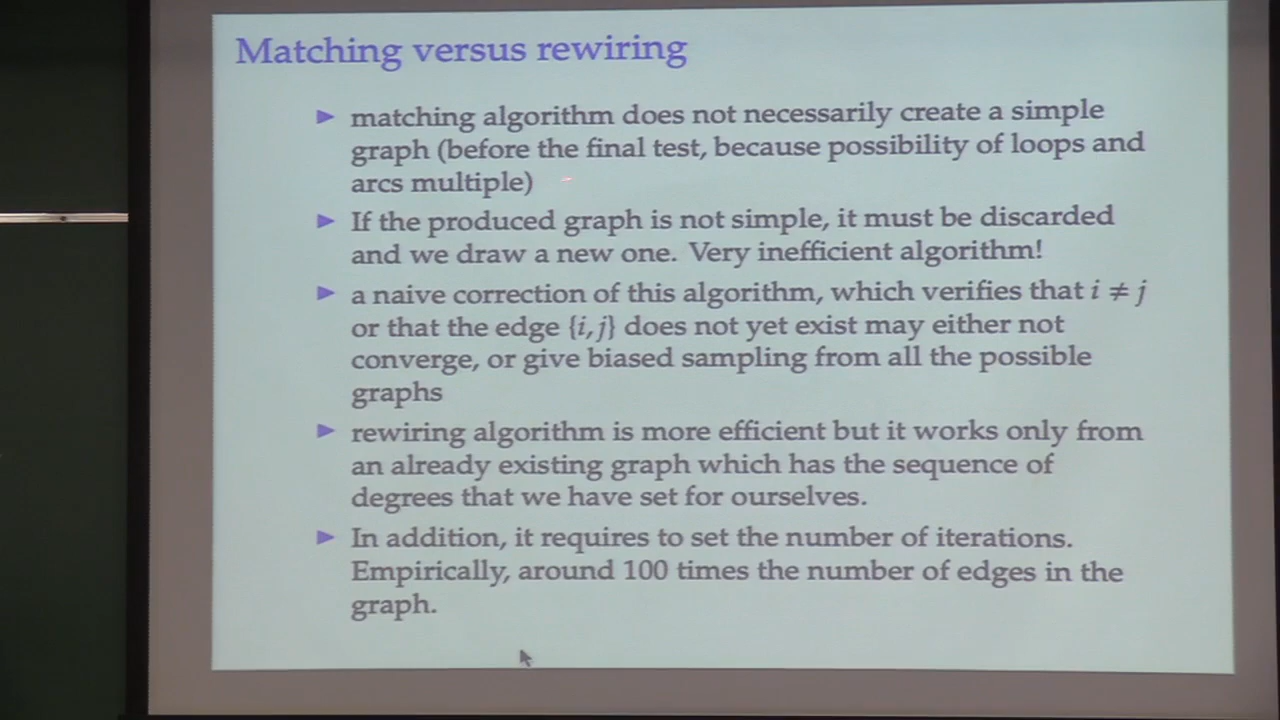 Matching versus rewiring
▶ matching algorithm does not necessarily create a simple
graph (before the final test, because possibility of loops and
arcs multiple)
▶ If the produced graph is not simple, it must be discarded
and we draw a new one. Very inefficient algorithm!
▶ a naive correction of this algorithm, which verifies that i ≠ j
or that the edge {i, j} does not yet exist may either not
converge, or give biased sampling from all the possible
graphs
▶ rewiring algorithm is more efficient but it works only from
an already existing graph which has the sequence of
degrees that we have set for ourselves.
▶ In addition, it requires to set the number of iterations.
Empirically, around 100 times the number of edges in the
graph.